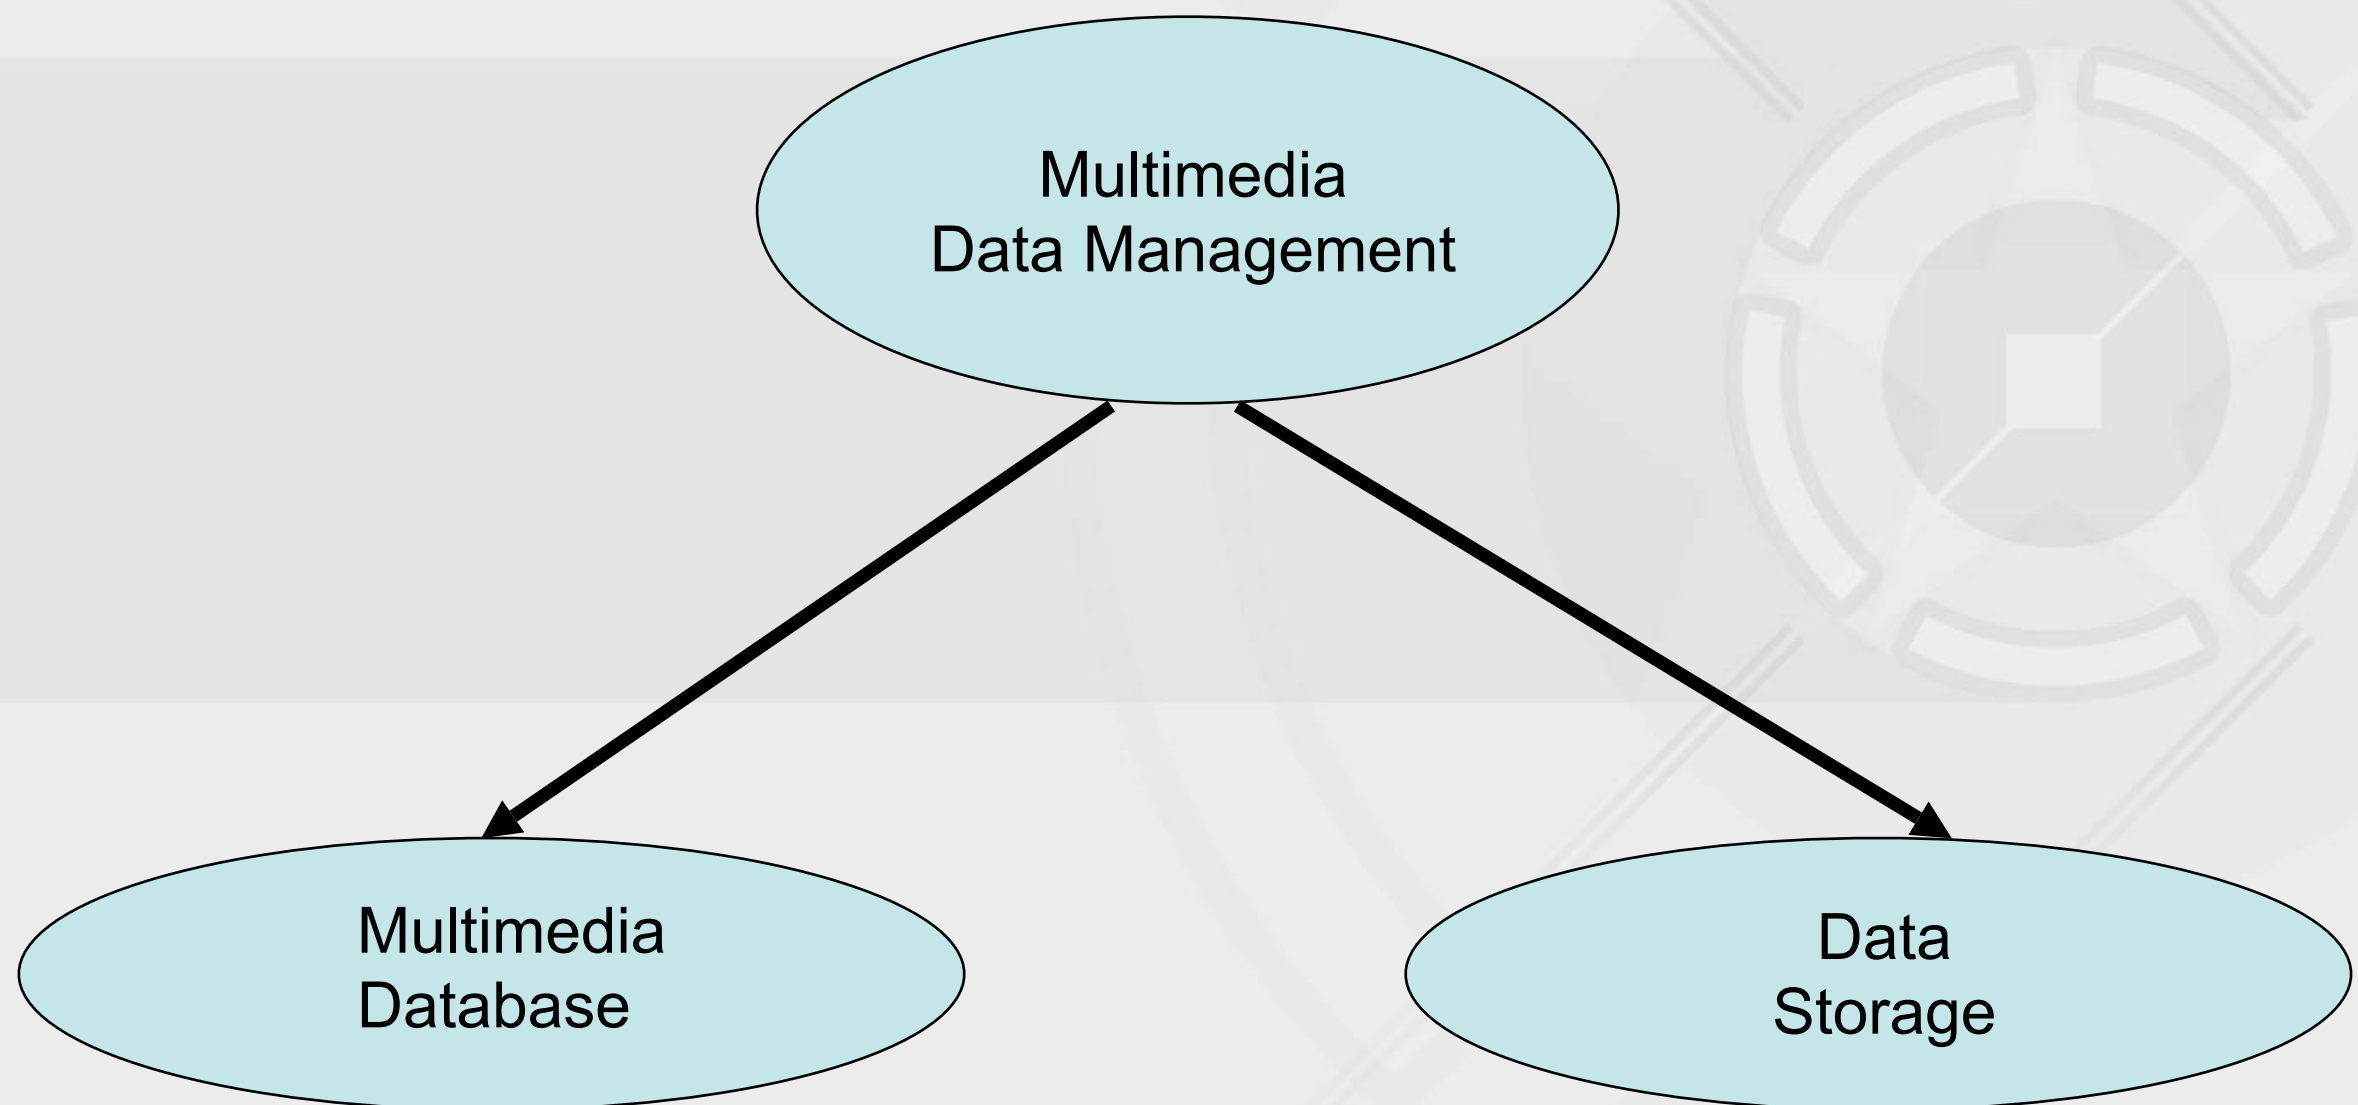 Multimedia
Data Management
Multimedia
Database
Data
Storage